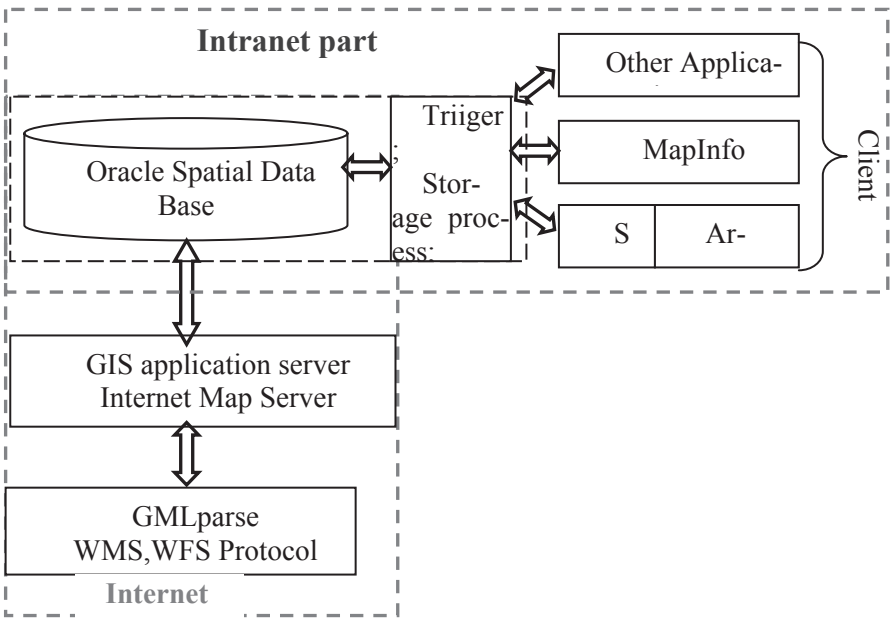 Intranet part
Other Applica-
Triiger
;
Stor-
age proc-
ess;
Oracle Spatial Data
Base
MapInfo
S
Ar-
Client
GIS application server
Internet Map Server
GMLparse
WMS,WFS Protocol
Internet